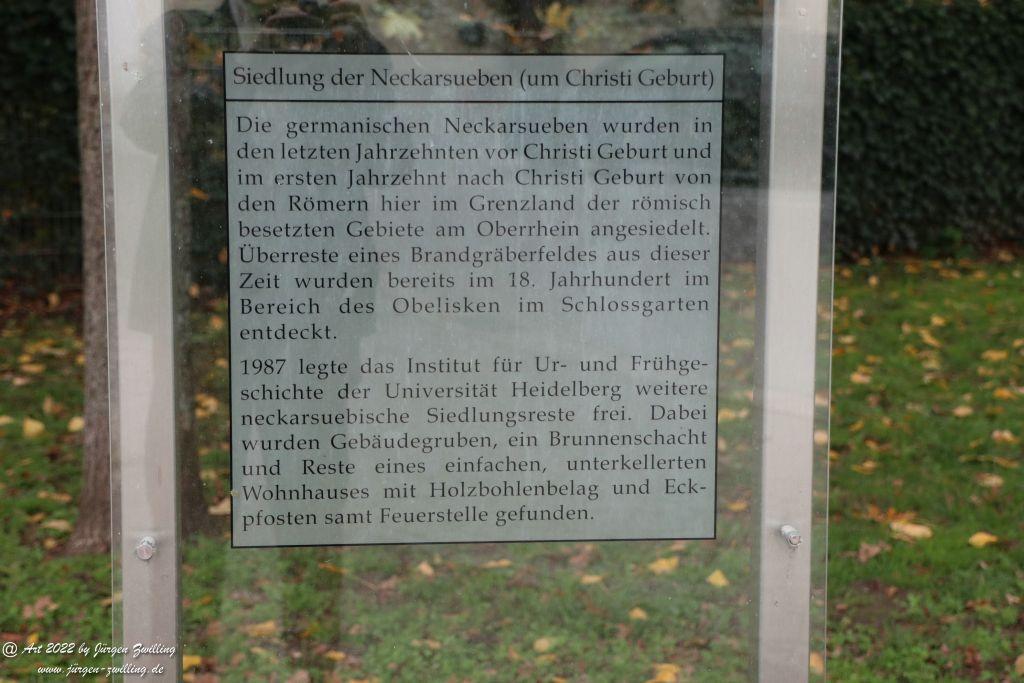 Siedlung der Neckarsueben (um Christi Geburt)
Die germanischen Neckarsueben wurden in
den letzten Jahrzehnten vor Christi Geburt und
im ersten Jahrzehnt nach Christi Geburt von
den Römern hier im Grenzland der römisch
besetzten Gebiete am Oberrhein angesiedelt.
Überreste eines Brandgräberfeldes aus dieser
Zeit wurden bereits im 18. Jahrhundert im
Bereich des Obelisken im Schlossgarten
entdeckt.
1987 legte das Institut für Ur- und Frühge-
schichte der Universität Heidelberg weitere
neckarsuebische Siedlungsreste frei. Dabei
wurden Gebäudegruben, ein Brunnenschacht
und Reste eines einfachen, unterkellerten
Wohnhauses mit Holzbohlenbelag und Eck-
pfosten samt Feuerstelle gefunden.
@ Art 2022 by Jürgen Zwilling
www.jürgen-zwilling.de